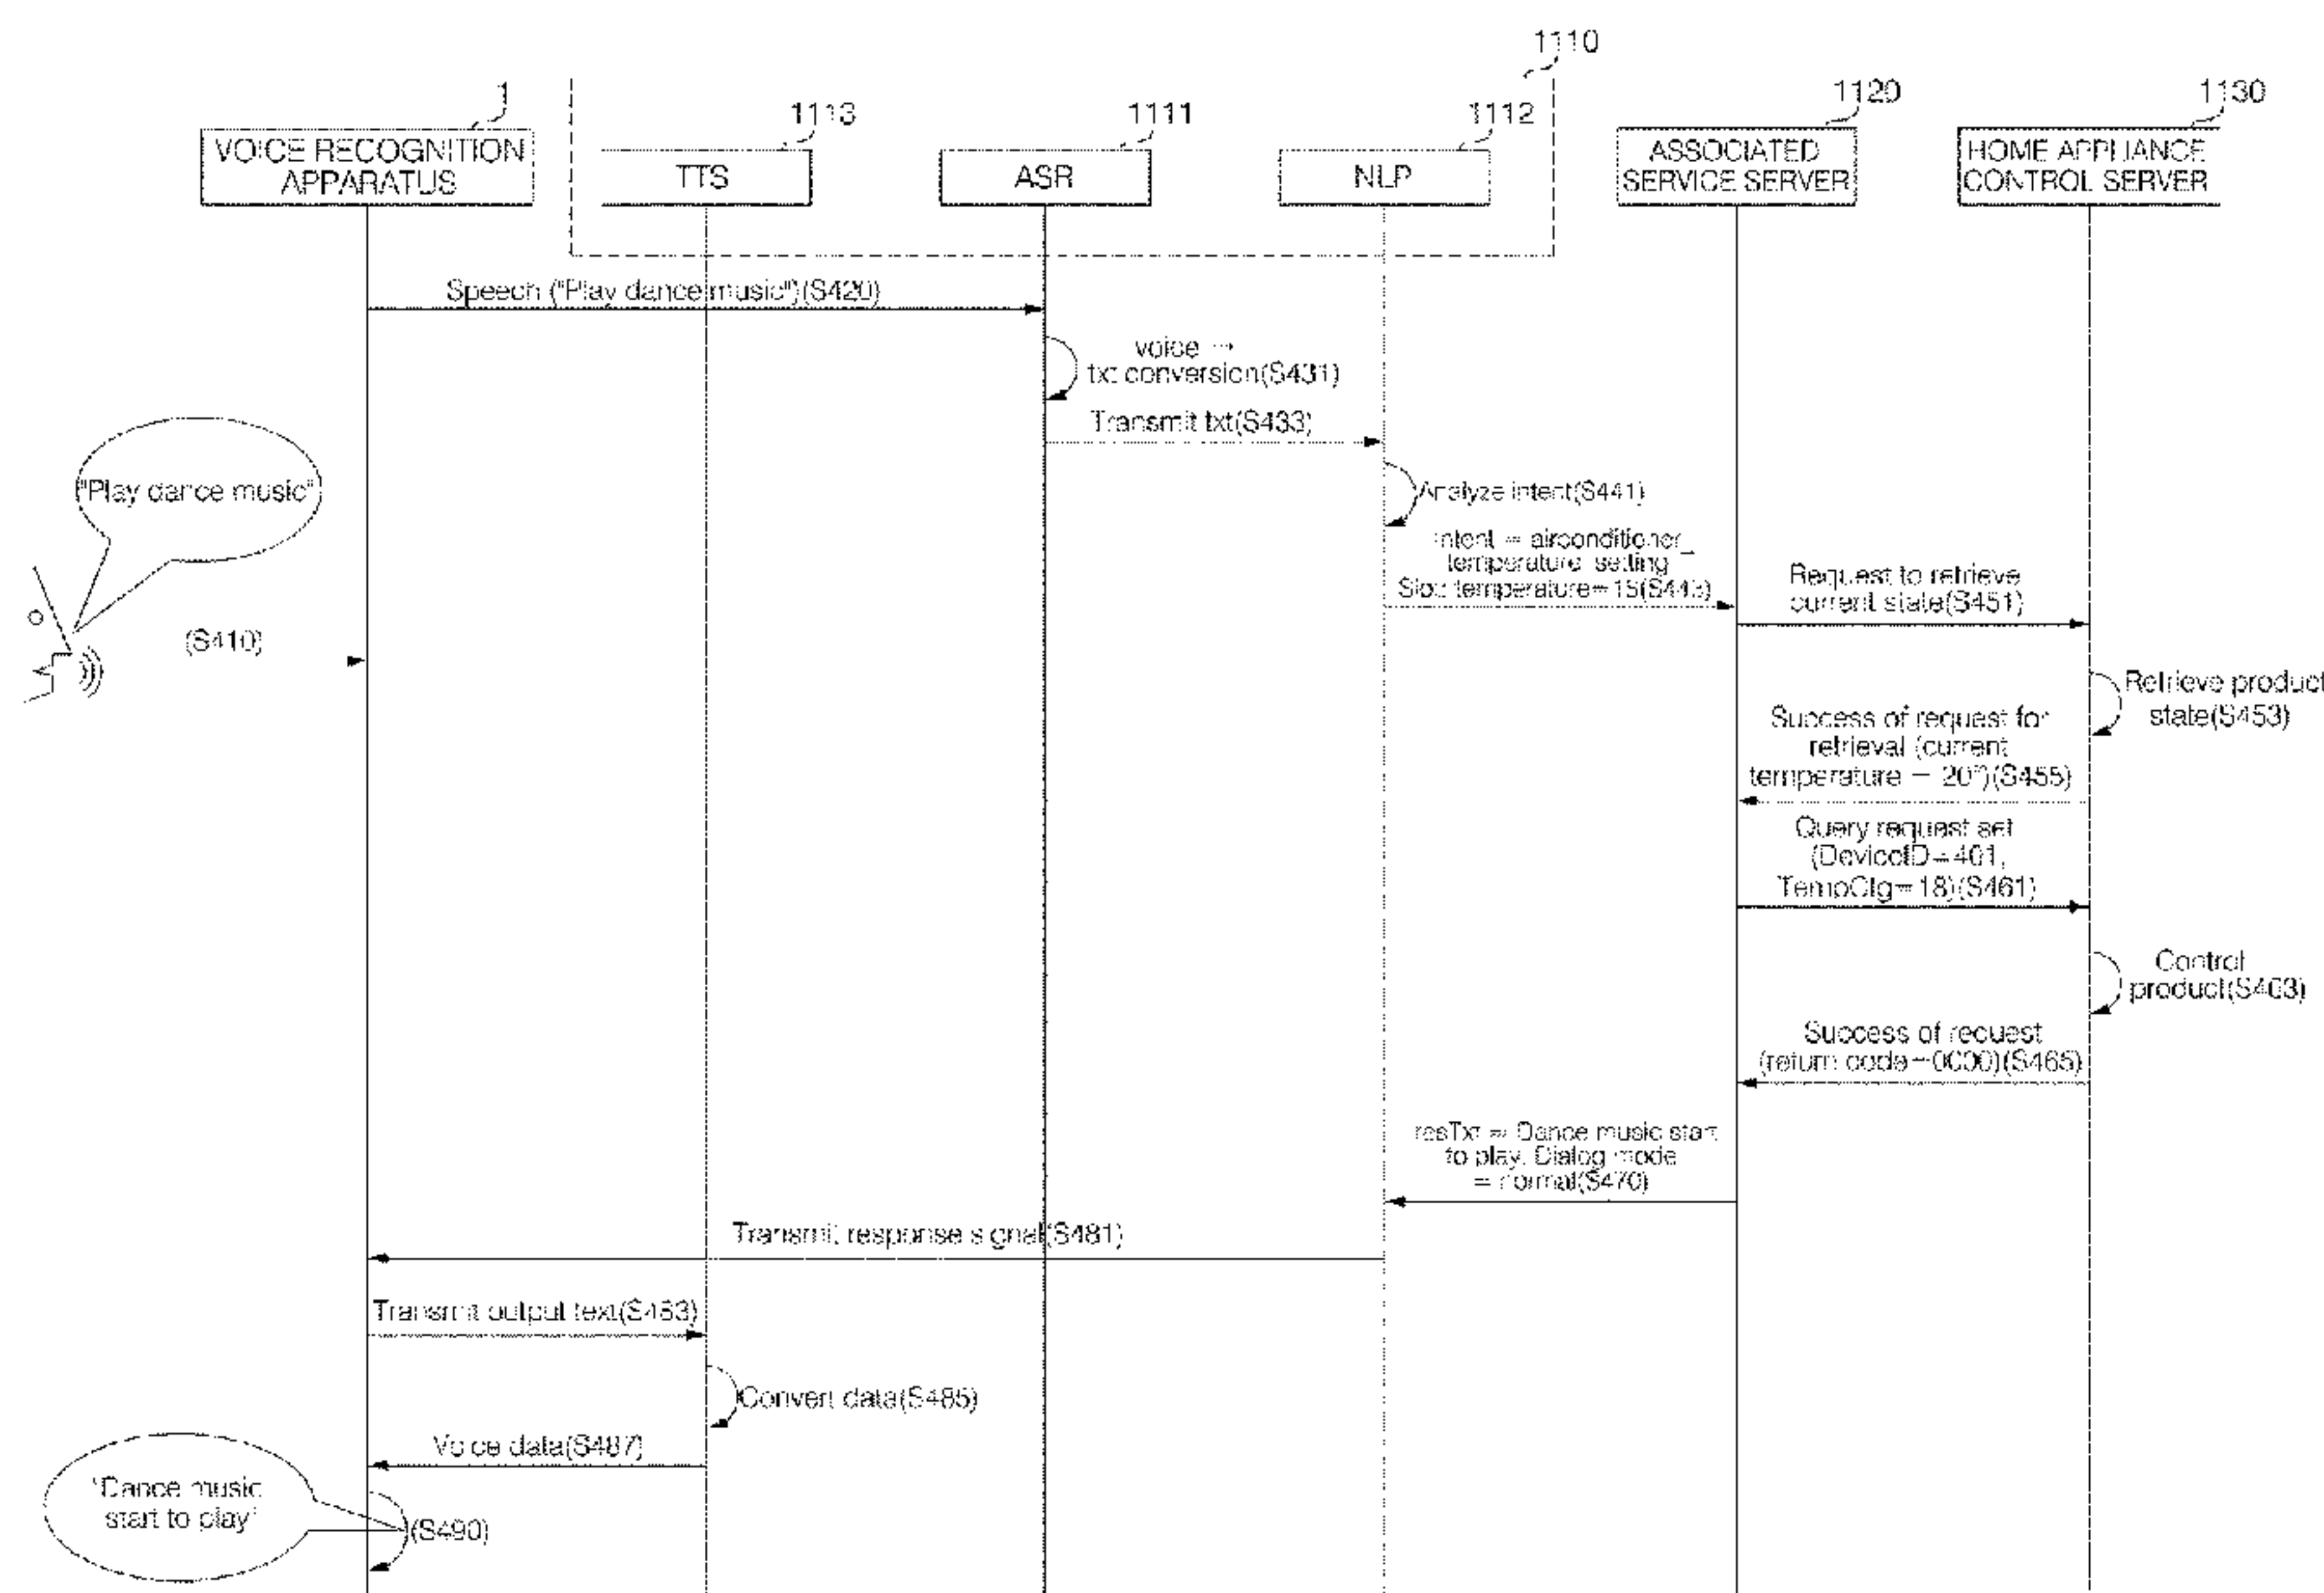 1110
1
1113
1111
1112
1120
1130
VOICE RECOGNITION
APPARATUS
TTS
ASR
NLP
ASSOCIATED
SERVICE SERVER
HOME APPLIANCE
CONTROL SERVER
Speech ("Play dance music")(S420)
voice →
txt conversion(S431)
Transmit txt(S433)
"Play dance music"
Analyze intent(S441)
Intent = airconditioner_
temperature_setting
Slot: temperature=18(S443)
Request to retrieve
current state(S451)
(S410)
Retrieve product
state(S453)
Success of request for
retrieval (current
temperature = 20°)(S455)
Query request set
(DeviceID=401,
TempCfg=18)(S461)
Control
product(S463)
Success of request
(return code=0000)(S465)
resTxt = Dance music start
to play, Dialog mode
= normal(S470)
Transmit response signal(S481)
Transmit output text(S483)
Convert data(S485)
Voice data(S487)
"Dance music
start to play"
(S490)